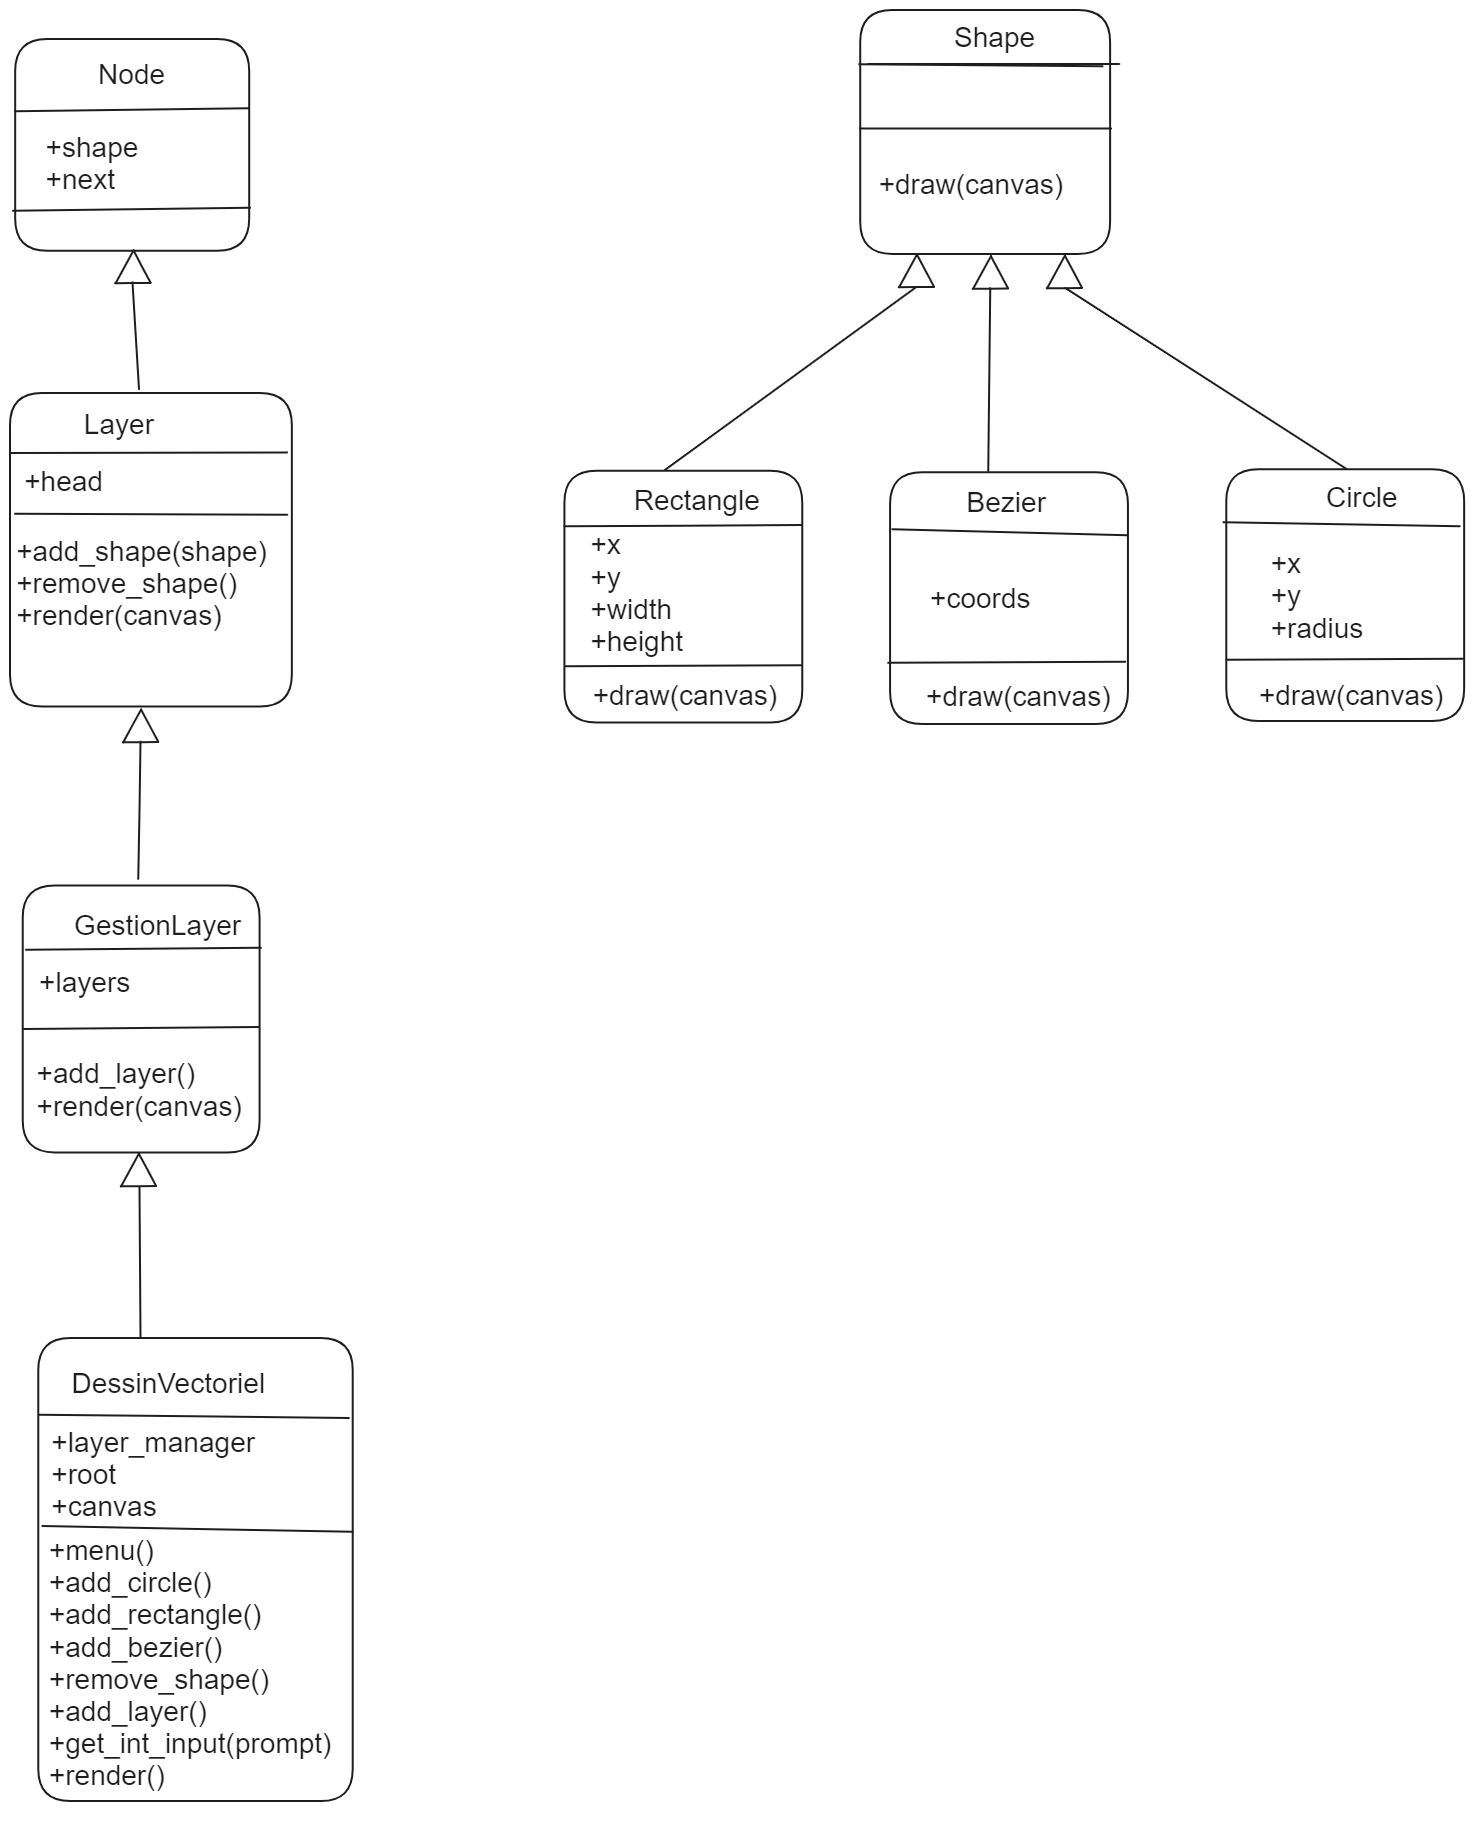 Node
+shape
+next
Layer
+head
+add_shape(shape)
+remove_shape()
+render(canvas)
GestionLayer
+layers
+add_layer()
+render(canvas)
DessinVectoriel
+layer_manager
+root
+canvas
+menu()
+add_circle()
+add_rectangle()
+add_bezier()
+remove_shape()
+add_layer()
+get_int_input(prompt)
+render()
Shape
+draw(canvas)
Rectangle
+x
+y
+width
+height
+draw(canvas)
Bezier
+coords
+draw(canvas)
Circle
+x
+y
+radius
+draw(canvas)